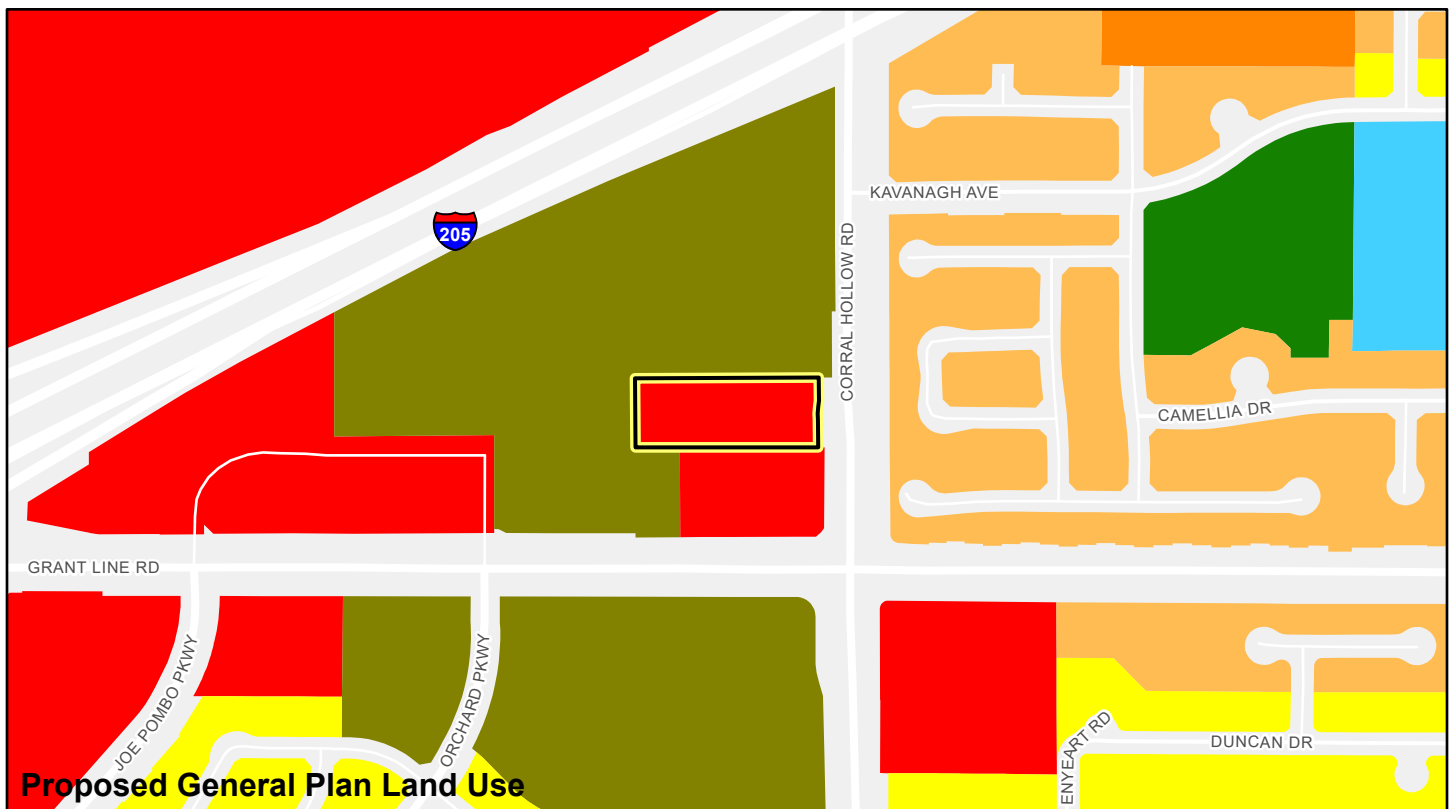 KAVANAGH AVE
205
CORRAL HOLLOW RD
CAMELLIA DR
GRANT LINE RD
JOE POMBO PKWY
ORCHARD PKWY
ENYEART RD
DUNCAN DR
Proposed General Plan Land Use